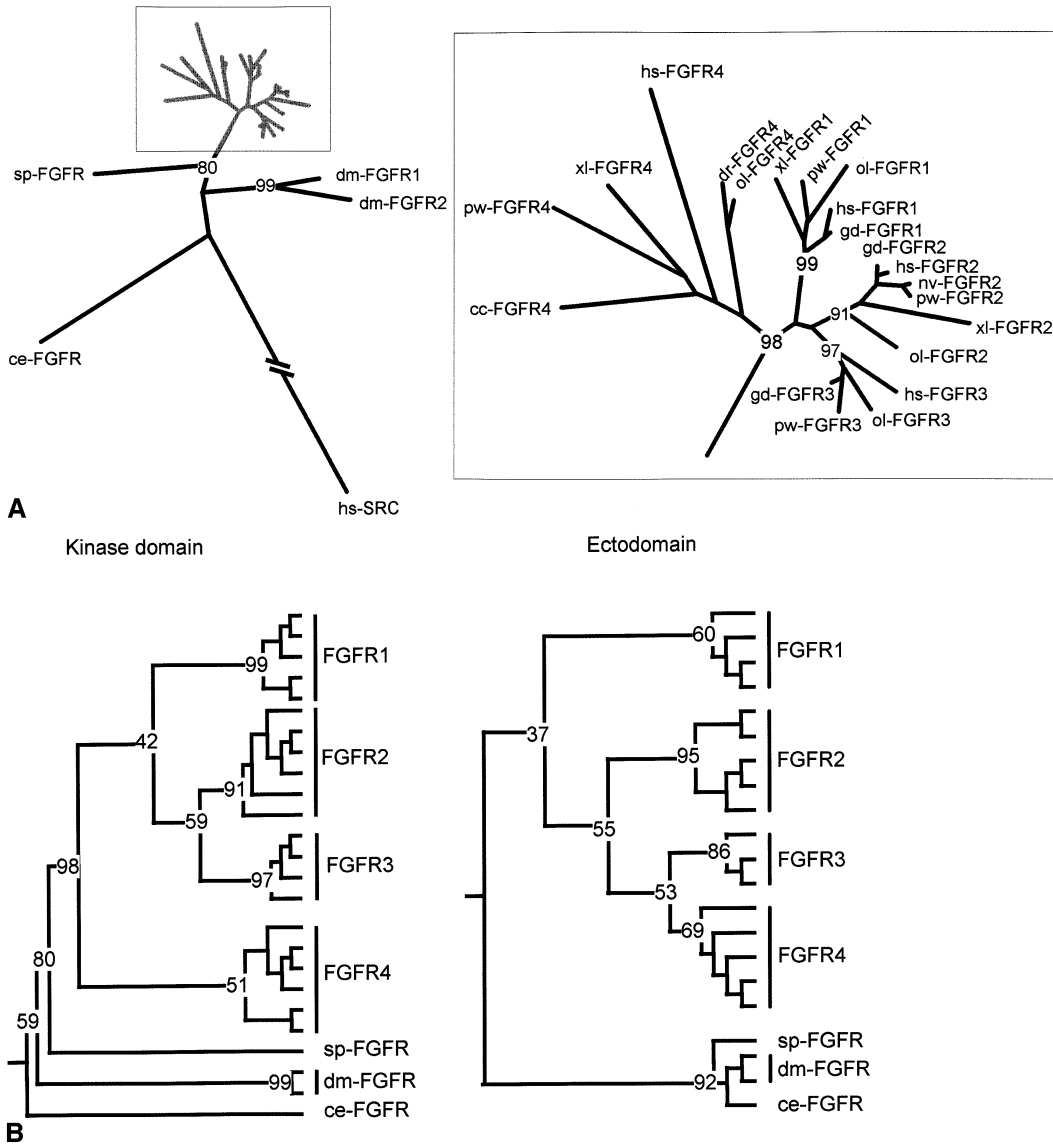 80
sp-FGFR
99
dm-FGFR1
dm-FGFR2
ce-FGFR
hs-SRC
hs-FGFR4
xl-FGFR4
pw-FGFR4
cc-FGFR4
dr-FGFR4
ol-FGFR4
xl-FGFR1
pw-FGFR1
ol-FGFR1
hs-FGFR1
gd-FGFR1
gd-FGFR2
hs-FGFR2
nv-FGFR2
pw-FGFR2
xl-FGFR2
ol-FGFR2
99
91
98
97
gd-FGFR3
hs-FGFR3
pw-FGFR3
ol-FGFR3
A
Kinase domain
99
FGFR1
42
FGFR2
91
59
98
97
FGFR3
80
51
FGFR4
59
sp-FGFR
99
dm-FGFR
ce-FGFR
Ectodomain
60
FGFR1
37
95
FGFR2
55
86
FGFR3
53
69
FGFR4
sp-FGFR
92
dm-FGFR
ce-FGFR
B